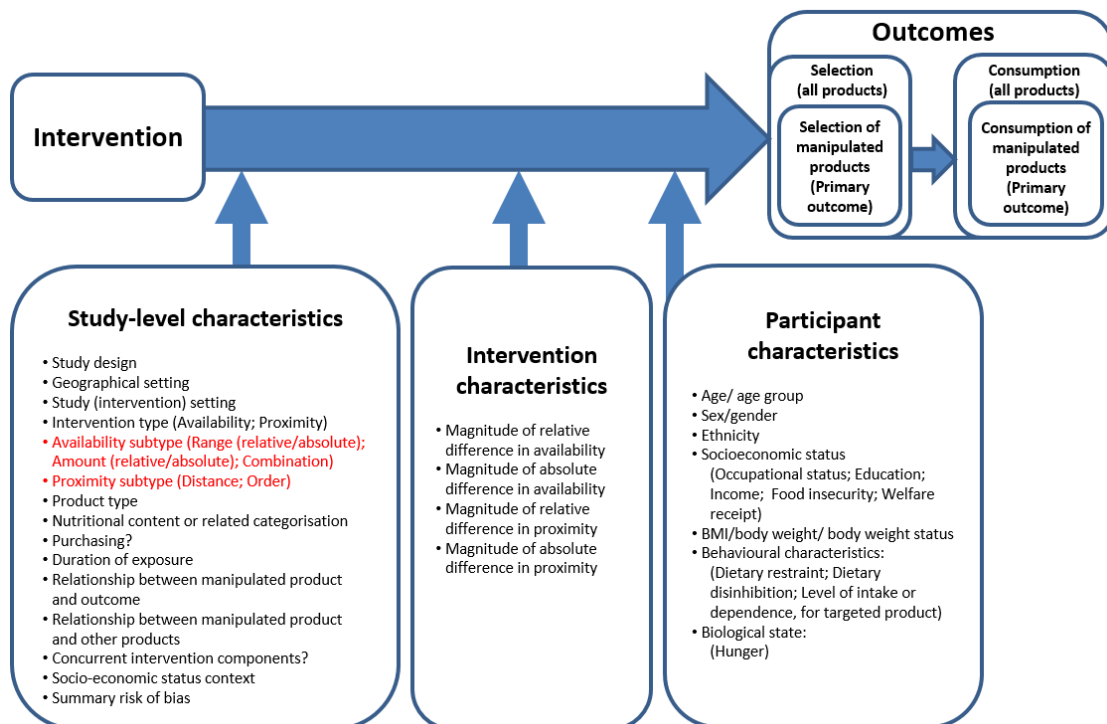 Outcomes
Intervention
Selection
(all products)
Selection of
manipulated
products
(Primary
outcome)
Consumption
(all products)
Consumption of
manipulated
products
(Primary
outcome)
Study-level characteristics
• Study design
• Geographical setting
• Study (intervention) setting
• Intervention type (Availability; Proximity)
• Availability subtype (Range (relative/absolute);
Amount (relative/absolute); Combination)
• Proximity subtype (Distance; Order)
• Product type
• Nutritional content or related categorisation
• Purchasing?
• Duration of exposure
• Relationship between manipulated product
and outcome
• Relationship between manipulated product
and other products
• Concurrent intervention components?
• Socio-economic status context
• Summary risk of bias
Intervention
characteristics
• Magnitude of relative
difference in availability
• Magnitude of absolute
difference in availability
• Magnitude of relative
difference in proximity
• Magnitude of absolute
difference in proximity
Participant
characteristics
• Age/ age group
• Sex/gender
• Ethnicity
• Socioeconomic status
(Occupational status; Education;
Income; Food insecurity; Welfare
receipt)
• BMI/body weight/ body weight status
• Behavioural characteristics:
(Dietary restraint; Dietary
disinhibition; Level of intake or
dependence, for targeted product)
• Biological state:
(Hunger)